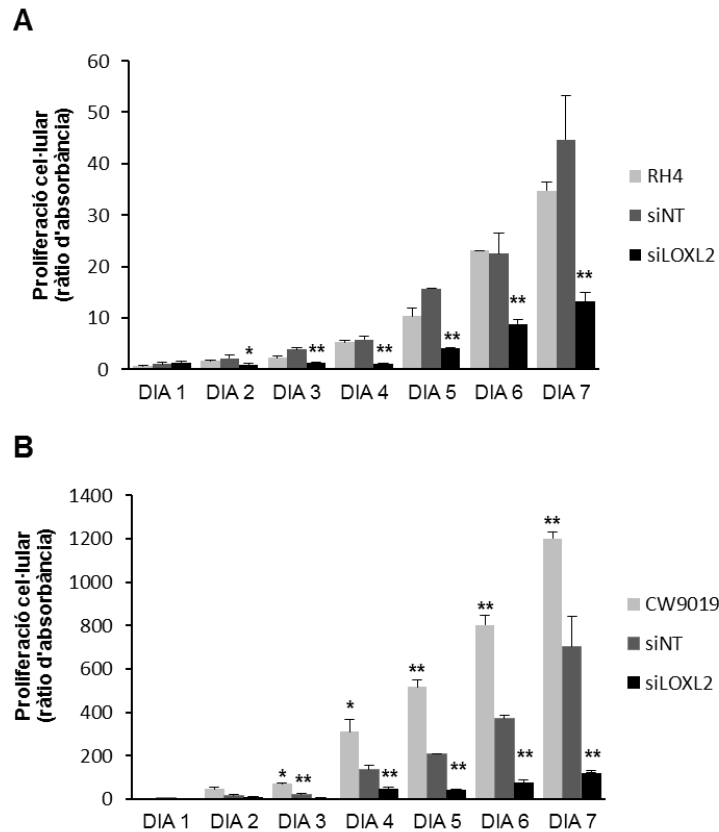 A
Proliferació cel·lular
(ràtio d'absorbància)
60
50
40
30
20
10
0
*
**
**
**
**
**
DIA 1 DIA 2 DIA 3 DIA 4 DIA 5 DIA 6 DIA 7
RH4
siNT
siLOXL2
B
Proliferació cel·lular
(ràtio d'absorbància)
1400
1200
1000
800
600
400
200
0
* **
* **
** **
** **
** **
DIA 1 DIA 2 DIA 3 DIA 4 DIA 5 DIA 6 DIA 7
CW9019
siNT
siLOXL2